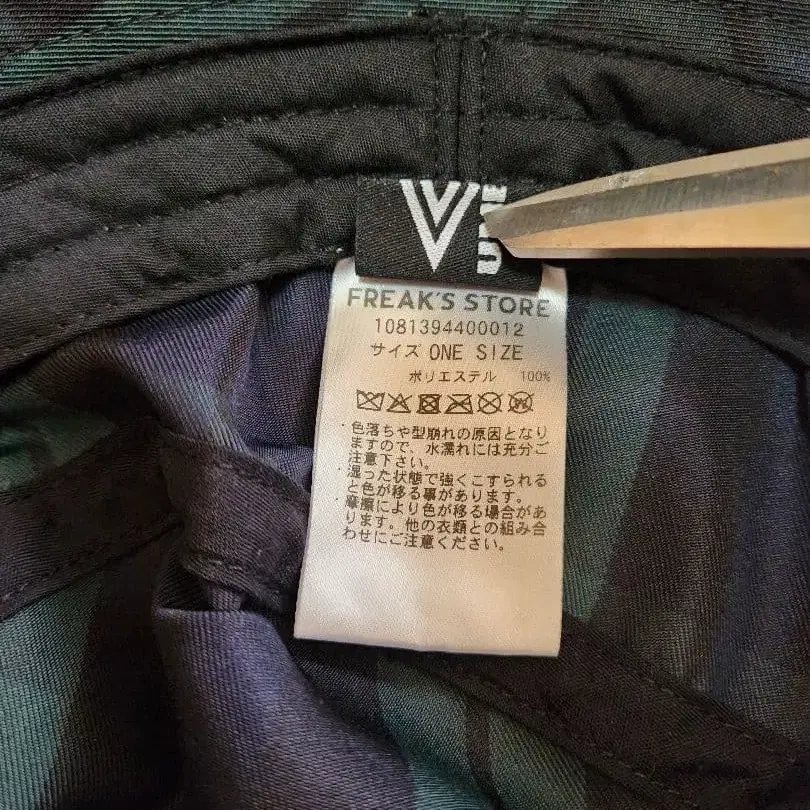 FREAK'S STORE
1081394400012
サイズ ONE SIZE
ポリエステル 100%
・色落ちや型崩れの原因となり
ますので、水濡れには充分ご
注意下さい。
・湿った状態で強くこすられる
と色が移る事があります。
・摩擦により色が移る場合があ
ります。他の衣類との組み合
わせにご注意ください。